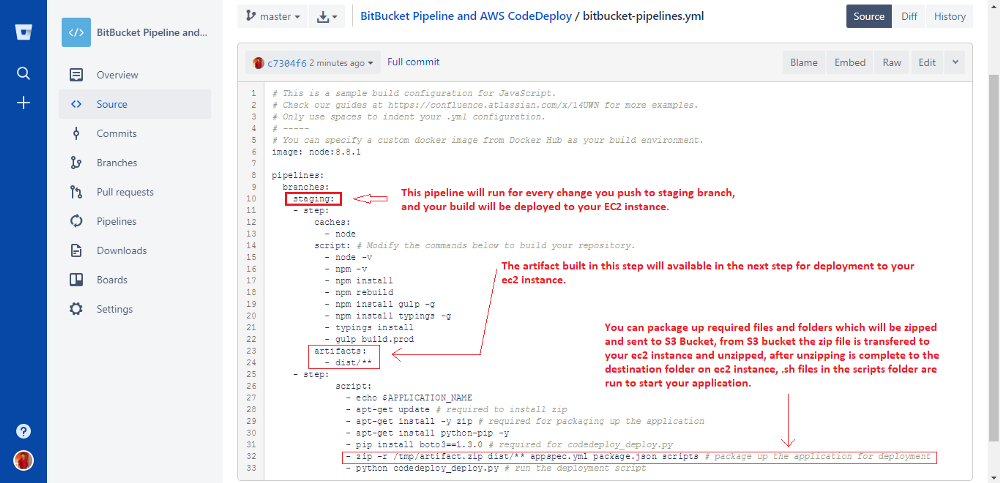 master
BitBucket Pipeline and AWS CodeDeploy / bitbucket-pipelines.yml
Source Diff History
BitBucket Pipeline and...
Overview
Source
Commits
Branches
Pull requests
Pipelines
Downloads
Boards
Settings
c7304f6 2 minutes ago Full commit
Blame Embed Raw Edit
1 # This is a sample build configuration for JavaScript.
2 # Check our guides at https://confluence.atlassian.com/x/14UWN for more examples.
3 # Only use spaces to indent your .yml configuration.
4 # -----
5 # You can specify a custom docker image from Docker Hub as your build environment.
6 image: node:8.8.1
7
8 pipelines:
9 branches:
10 staging:
11 - step:
12 caches:
13 - node
14 script: # Modify the commands below to build your repository.
15 - node -v
16 - npm -v
17 - npm install
18 - npm rebuild
19 - npm install gulp -g
20 - npm install typings -g
21 - typings install
22 - gulp build.prod
23 artifacts:
24 - dist/**
25 - step:
26 script:
27 - echo $APPLICATION_NAME
28 - apt-get update # required to install zip
29 - apt-get install -y zip # required for packaging up the application
30 - apt-get install python-pip -y
31 - pip install boto3==1.3.0 # required for codedeploy_deploy.py
32 - zip -r /tmp/artifact.zip dist/** appspec.yml package.json scripts # package up the application for deployment
33 - python codedeploy_deploy.py # run the deployment script
This pipeline will run for every change you push to staging branch,
and your build will be deployed to your EC2 instance.
The artifact built in this step will available in the next step for deployment to your
ec2 instance.
You can package up required files and folders which will be zipped
and sent to S3 Bucket, from S3 bucket the zip file is transfered to
your ec2 instance and unzipped, after unzipping is complete to the
destination folder on ec2 instance, .sh files in the scripts folder are
run to start your application.